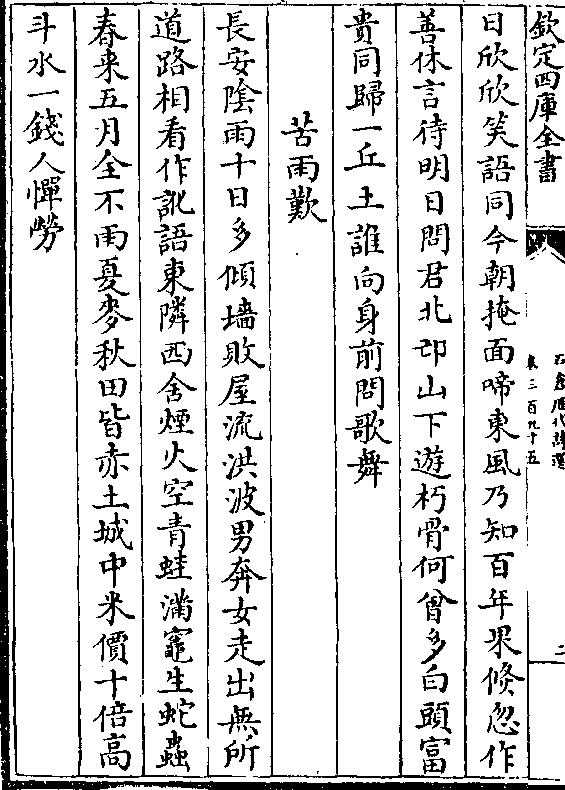 欽定四庫全書
石倉歴代詩選
卷三百九十五
二
日欣欣笑語同今朝掩面啼東風乃知百年果倏忽作
善休言待明日問君北邙山下遊朽骨何曾多白頭富
貴同歸一丘土誰向身前問歌舞
苦雨歎
長安陰雨十日多傾墻敗屋流洪波男奔女走出無所
道路相看作訛語東隣西舍煙火空青蛙滿竈生蛇蟲
春来五月全不雨夏麥秋田皆赤土城中米價十倍高
斗水一錢人憚勞